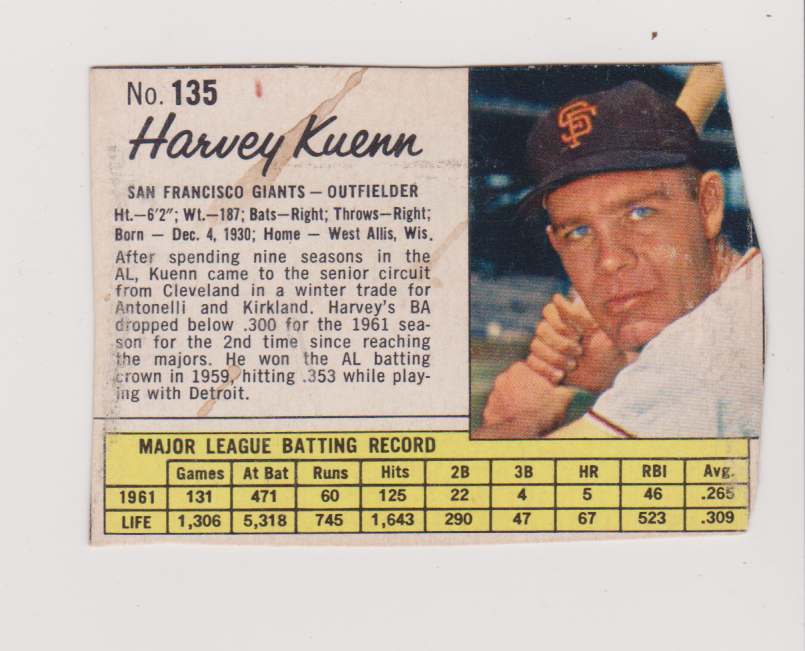 No. 135
Harvey Kuenn
SAN FRANCISCO GIANTS — OUTFIELDER
Ht.—6'2"; Wt.—187; Bats—Right; Throws—Right;
Born — Dec. 4, 1930; Home — West Allis, Wis.
After spending nine seasons in the
AL, Kuenn came to the senior circuit
from Cleveland in a winter trade for
Antonelli and Kirkland. Harvey's BA
dropped below .300 for the 1961 sea-
son for the 2nd time since reaching
the majors. He won the AL batting
crown in 1959, hitting .353 while play-
ing with Detroit.
SF
MAJOR LEAGUE BATTING RECORD
Games At Bat Runs Hits 2B 3B HR RBI Avg.
1961 131 471 60 125 22 4 5 46 .265
LIFE 1,306 5,318 745 1,643 290 47 67 523 .309